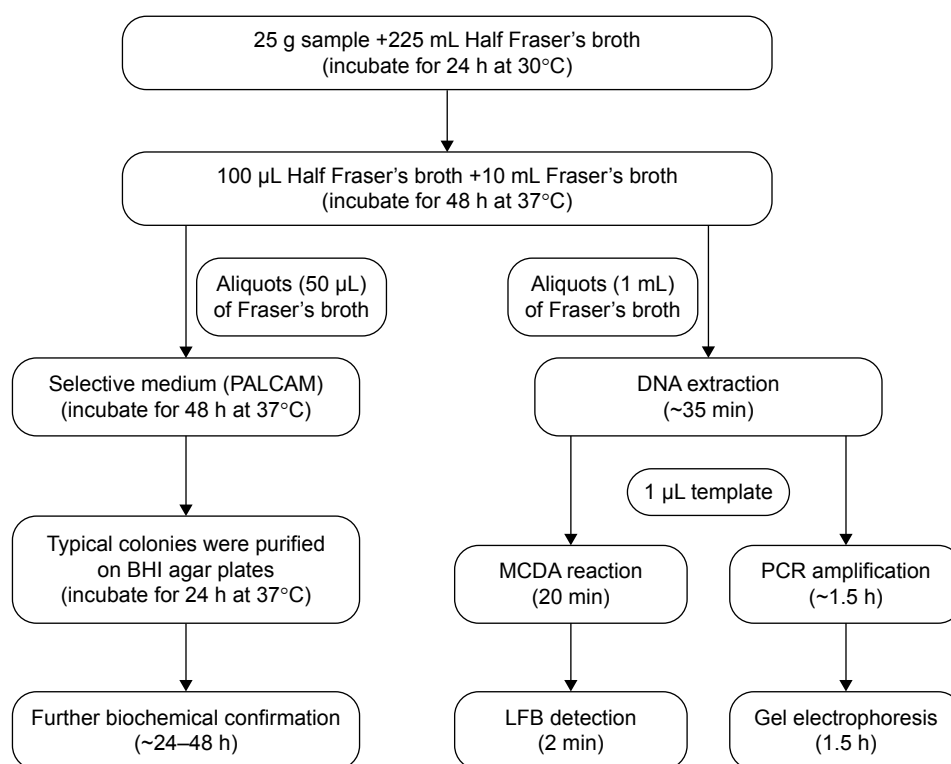 25 g sample +225 mL Half Fraser’s broth
(incubate for 24 h at 30°C)
100 µL Half Fraser’s broth +10 mL Fraser’s broth
(incubate for 48 h at 37°C)
Aliquots (50 µL)
of Fraser’s broth
Aliquots (1 mL)
of Fraser’s broth
Selective medium (PALCAM)
(incubate for 48 h at 37°C)
DNA extraction
(~35 min)
1 µL template
Typical colonies were purified
on BHI agar plates
(incubate for 24 h at 37°C)
MCDA reaction
(20 min)
PCR amplification
(~1.5 h)
Further biochemical confirmation
(~24–48 h)
LFB detection
(2 min)
Gel electrophoresis
(1.5 h)